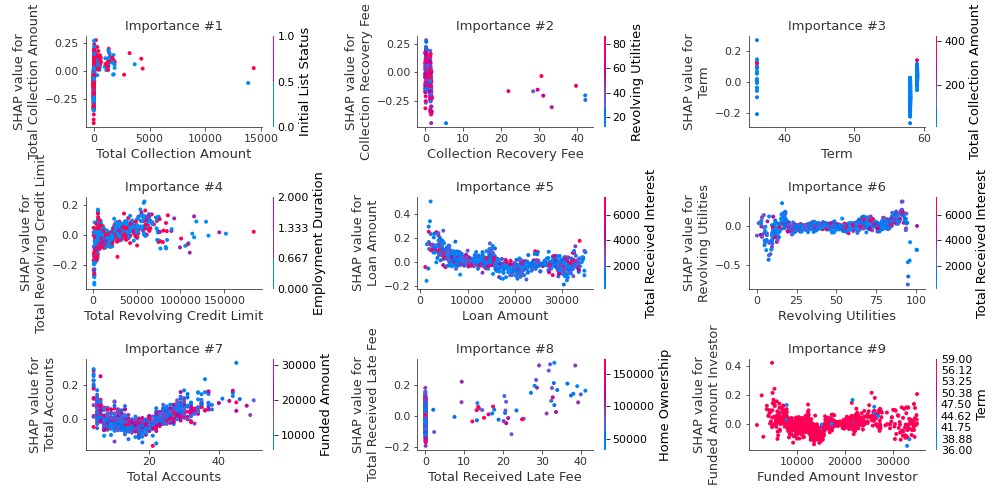 Importance #1
SHAP value for
Total Collection Amount
0.25
0.00
−0.25
0
5000
10000
15000
Total Collection Amount
1.0
0.5
0.0
Initial List Status
Importance #2
SHAP value for
Collection Recovery Fee
0.25
0.00
−0.25
0
20
40
Collection Recovery Fee
80
60
40
20
Revolving Utilities
Importance #3
SHAP value for
Term
0.2
0.0
−0.2
40
50
60
Term
400
200
Total Collection Amount
Importance #4
SHAP value for
Total Revolving Credit Limit
0.2
0.0
−0.2
0
50000
100000
150000
Total Revolving Credit Limit
2.000
1.333
0.667
0.000
Employment Duration
Importance #5
SHAP value for
Loan Amount
0.4
0.2
0.0
−0.2
0
10000
20000
30000
Loan Amount
6000
4000
2000
Total Received Interest
Importance #6
SHAP value for
Revolving Utilities
0.0
−0.5
0
25
50
75
100
Revolving Utilities
6000
4000
2000
Total Received Interest
Importance #7
SHAP value for
Total Accounts
0.2
0.0
20
40
Total Accounts
30000
20000
10000
Funded Amount
Importance #8
SHAP value for
Total Received Late Fee
0.2
0.0
−0.2
0
10
20
30
40
Total Received Late Fee
150000
100000
50000
Home Ownership
Importance #9
SHAP value for
Funded Amount Investor
0.4
0.2
0.0
10000
20000
30000
Funded Amount Investor
59.00
56.12
53.25
50.38
47.50
44.62
41.75
38.88
36.00
Term